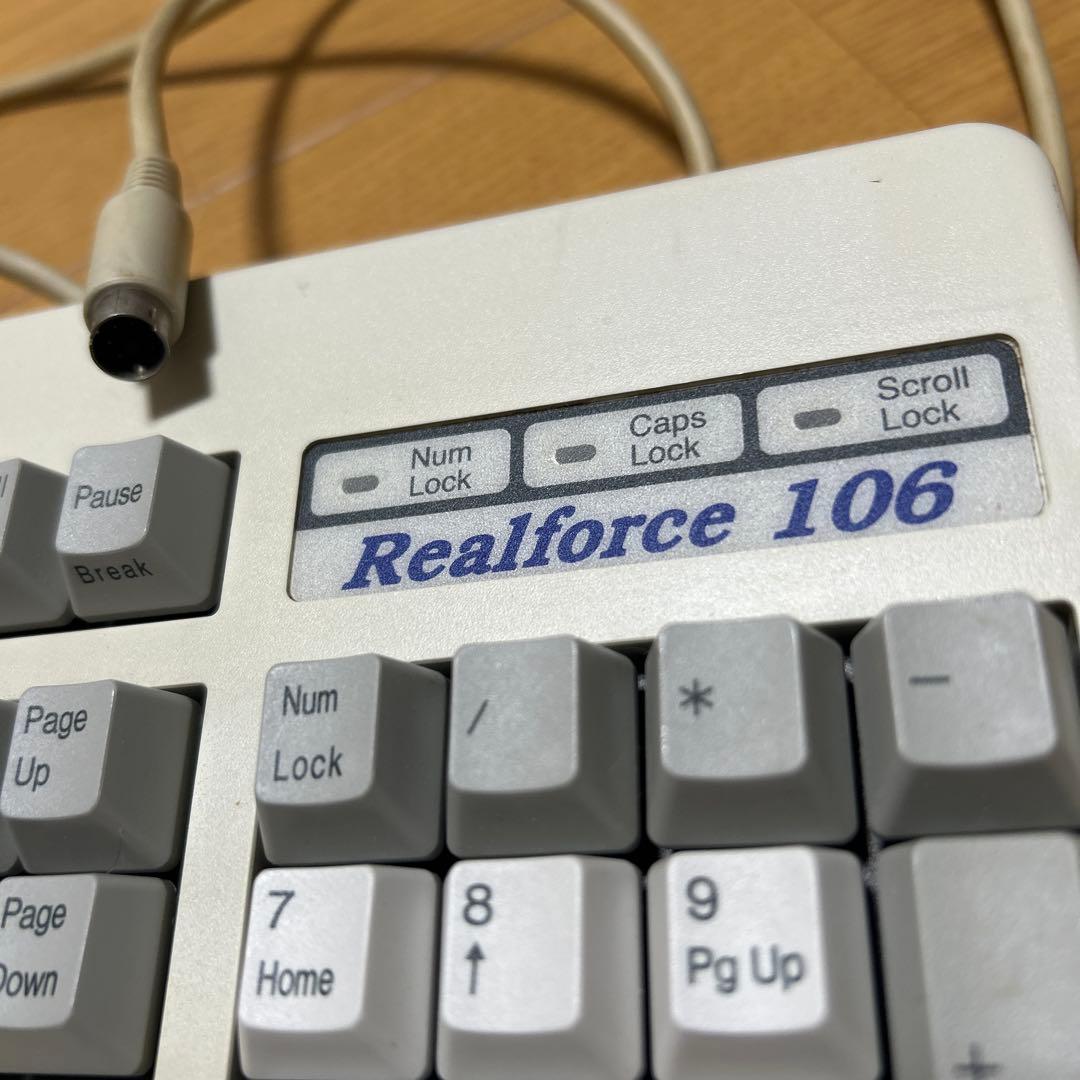 Num
Lock
Caps
Lock
Scroll
Lock
Realforce 106
Pause
Break
Num
Lock
/
*
−
Page
Up
7
Home
8
↑
9
Pg Up
Page
Down
+